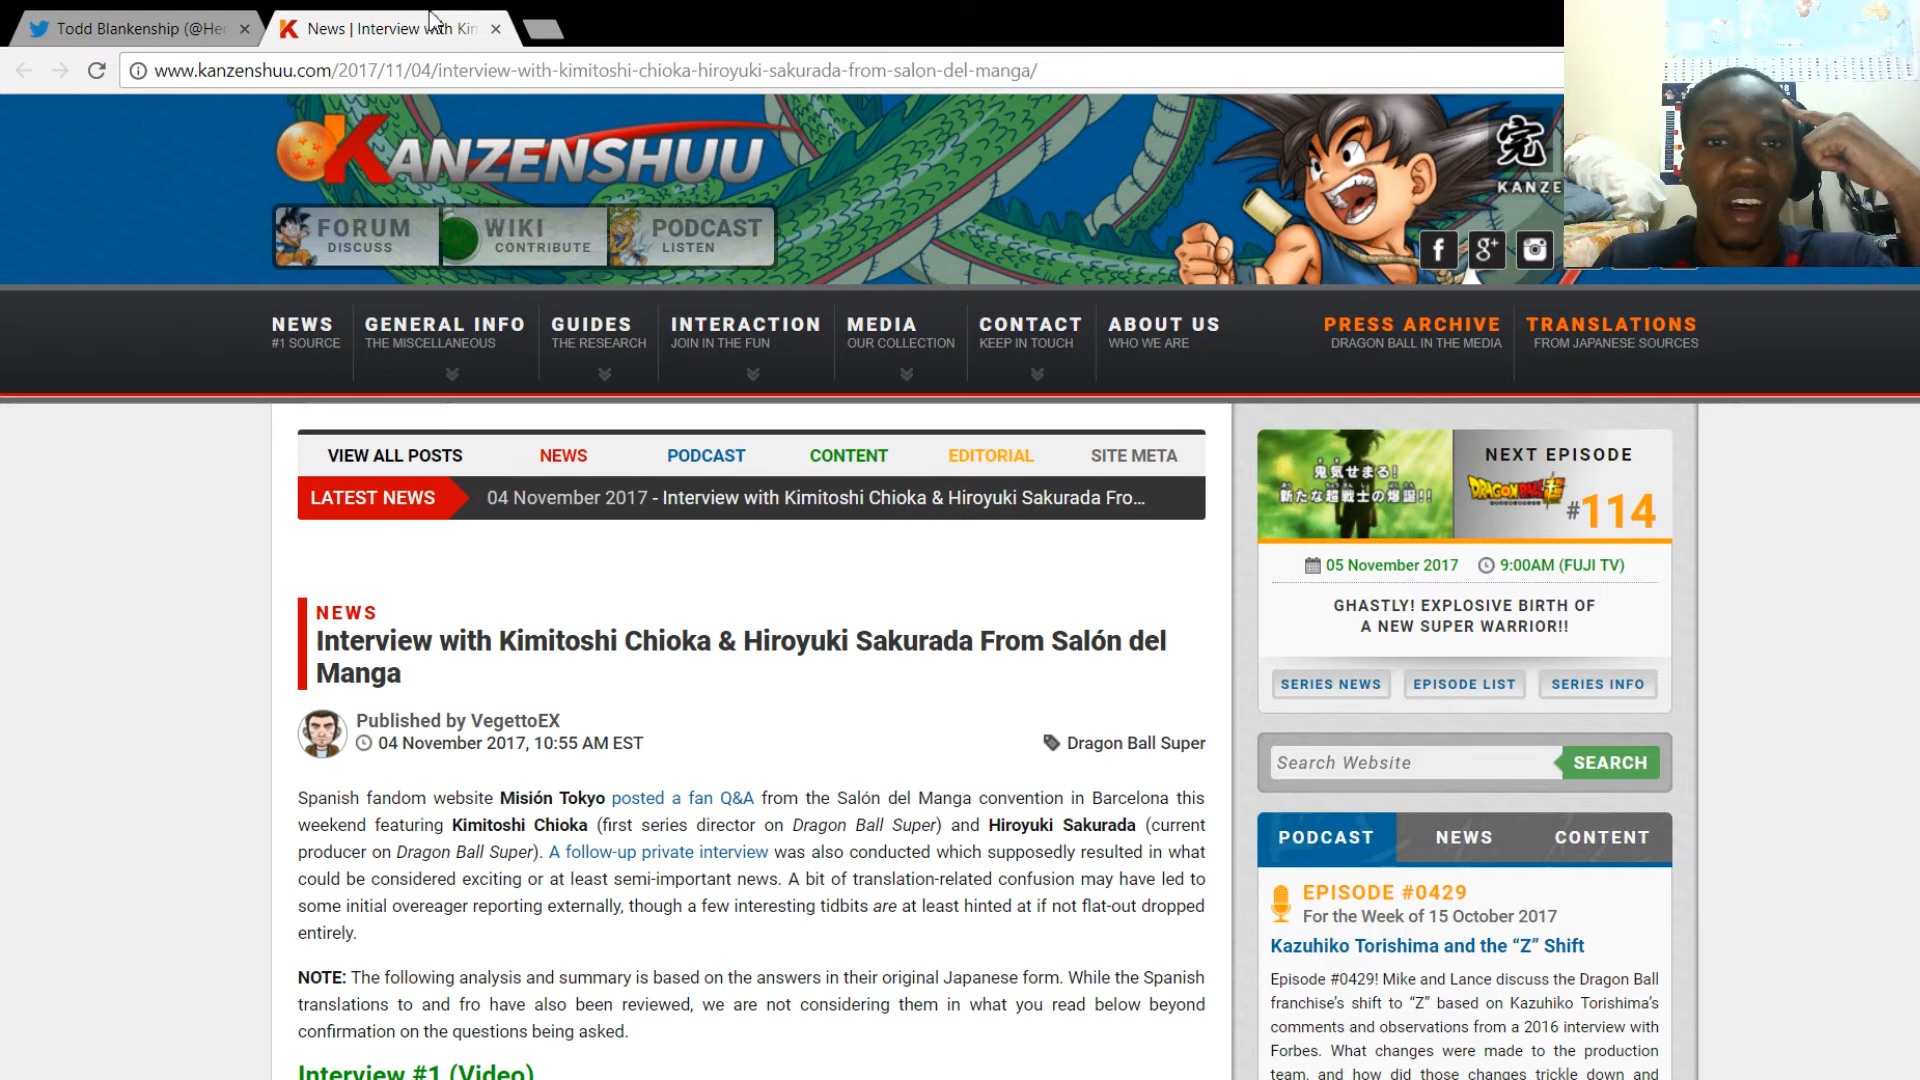 Todd Blankenship (@He
News | Interview with Kin
www.kanzenshuu.com/2017/11/04/interview-with-kimitoshi-chioka-hiroyuki-sakurada-from-salon-del-manga/
KANZENSHUU
完
KANZE
FORUM
DISCUSS
WIKI
CONTRIBUTE
PODCAST
LISTEN
f
g+
NEWS
#1 SOURCE
GENERAL INFO
THE MISCELLANEOUS
GUIDES
THE RESEARCH
INTERACTION
JOIN IN THE FUN
MEDIA
OUR COLLECTION
CONTACT
KEEP IN TOUCH
ABOUT US
WHO WE ARE
PRESS ARCHIVE
DRAGON BALL IN THE MEDIA
TRANSLATIONS
FROM JAPANESE SOURCES
VIEW ALL POSTS
NEWS
PODCAST
CONTENT
EDITORIAL
SITE META
LATEST NEWS
04 November 2017 - Interview with Kimitoshi Chioka & Hiroyuki Sakurada Fro...
NEWS
Interview with Kimitoshi Chioka & Hiroyuki Sakurada From Salón del
Manga
Published by VegettoEX
04 November 2017, 10:55 AM EST
Dragon Ball Super
Spanish fandom website Misión Tokyo posted a fan Q&A from the Salón del Manga convention in Barcelona this
weekend featuring Kimitoshi Chioka (first series director on Dragon Ball Super) and Hiroyuki Sakurada (current
producer on Dragon Ball Super). A follow-up private interview was also conducted which supposedly resulted in what
could be considered exciting or at least semi-important news. A bit of translation-related confusion may have led to
some initial overeager reporting externally, though a few interesting tidbits are at least hinted at if not flat-out dropped
entirely.
NOTE: The following analysis and summary is based on the answers in their original Japanese form. While the Spanish
translations to and fro have also been reviewed, we are not considering them in what you read below beyond
confirmation on the questions being asked.
Interview #1 (Video)
鬼気せまる!
新たな超戦士の爆誕!!
NEXT EPISODE
DRAGONBALL超
#114
05 November 2017
9:00AM (FUJI TV)
GHASTLY! EXPLOSIVE BIRTH OF
A NEW SUPER WARRIOR!!
SERIES NEWS
EPISODE LIST
SERIES INFO
Search Website
SEARCH
PODCAST
NEWS
CONTENT
EPISODE #0429
For the Week of 15 October 2017
Kazuhiko Torishima and the “Z” Shift
Episode #0429! Mike and Lance discuss the Dragon Ball
franchise’s shift to “Z” based on Kazuhiko Torishima’s
comments and observations from a 2016 interview with
Forbes. What changes were made to the production
team, and how did those changes trickle down and